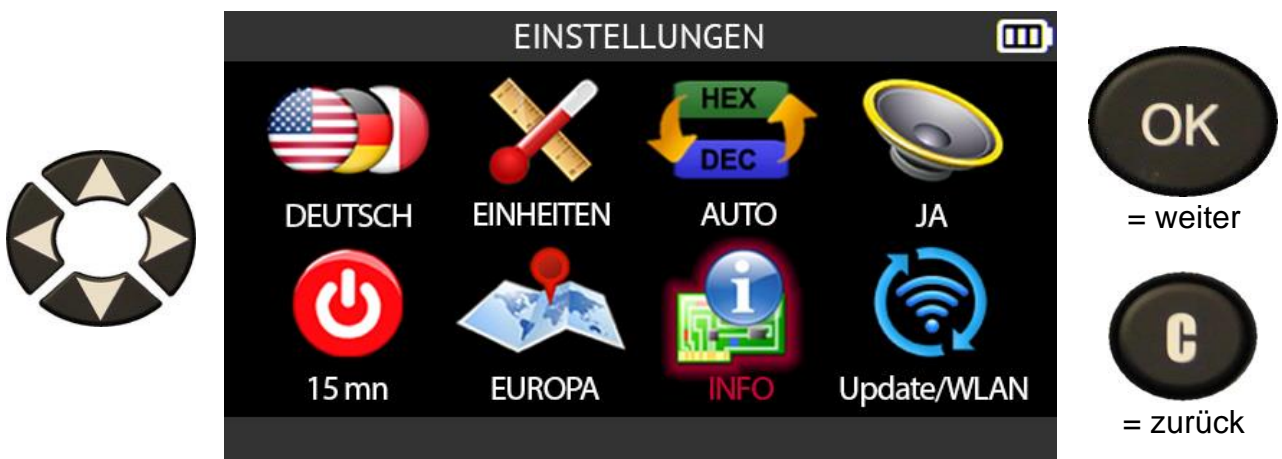 EINSTELLUNGEN
HEX
DEC
DEUTSCH EINHEITEN AUTO JA
15 mn EUROPA INFO Update/WLAN
OK
= weiter
C
= zurück